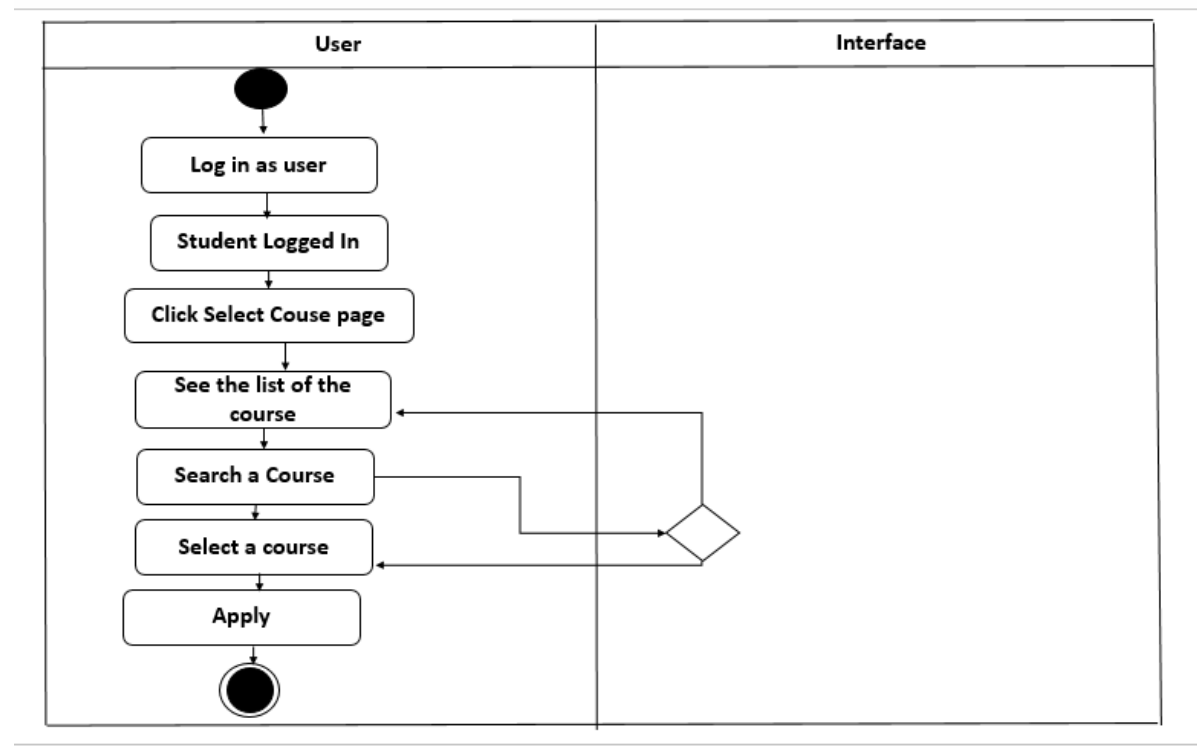 User
Interface
Log in as user
Student Logged In
Click Select Couse page
See the list of the
course
Search a Course
Select a course
Apply